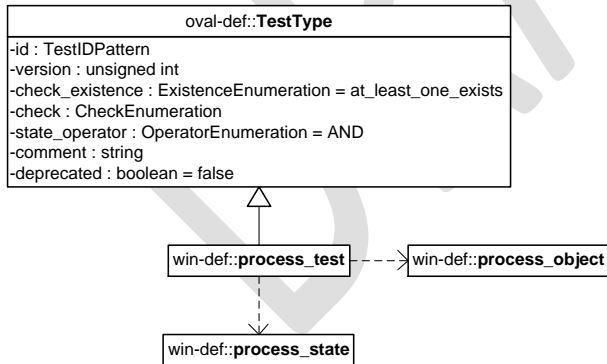 oval-def::TestType
-id : TestIDPattern
-version : unsigned int
-check_existence : ExistenceEnumeration = at_least_one_exists
-check : CheckEnumeration
-state_operator : OperatorEnumeration = AND
-comment : string
-deprecated : boolean = false
win-def::process_test
win-def::process_object
win-def::process_state